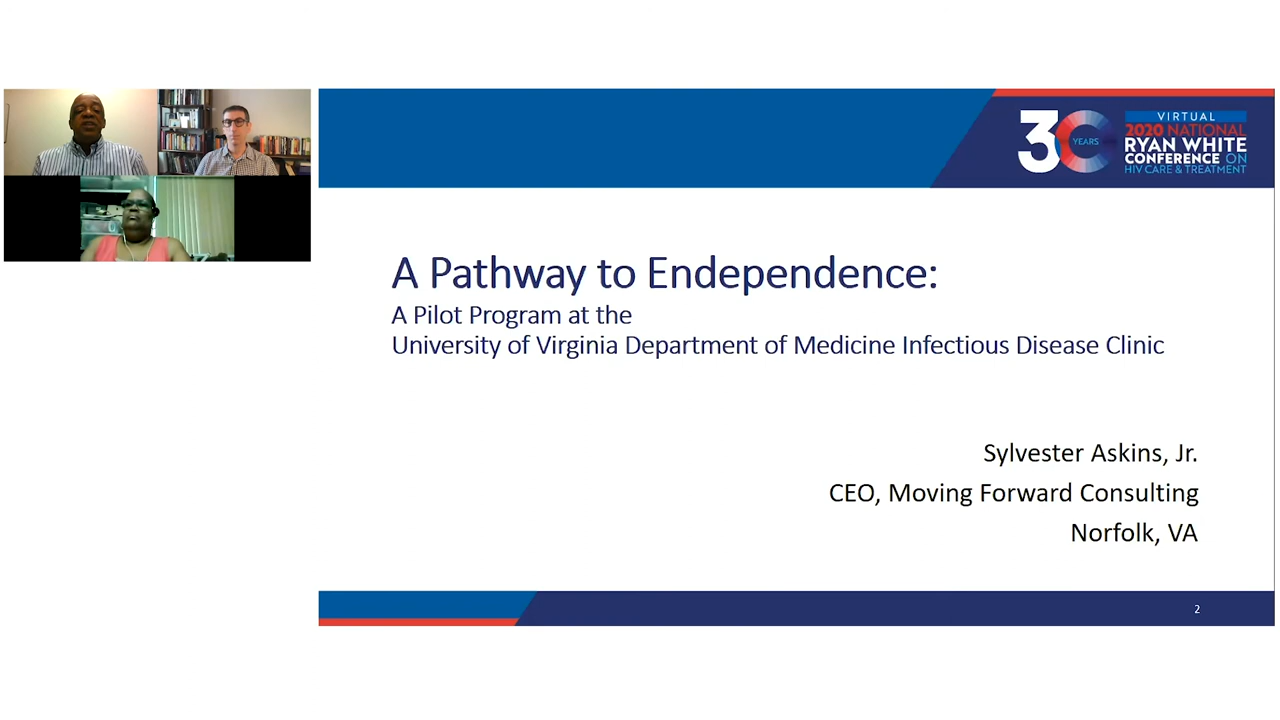 30
YEARS
VIRTUAL
2020 NATIONAL
RYAN WHITE
CONFERENCE ON
HIV CARE & TREATMENT
A Pathway to Endependence:
A Pilot Program at the
University of Virginia Department of Medicine Infectious Disease Clinic
Sylvester Askins, Jr.
CEO, Moving Forward Consulting
Norfolk, VA
2